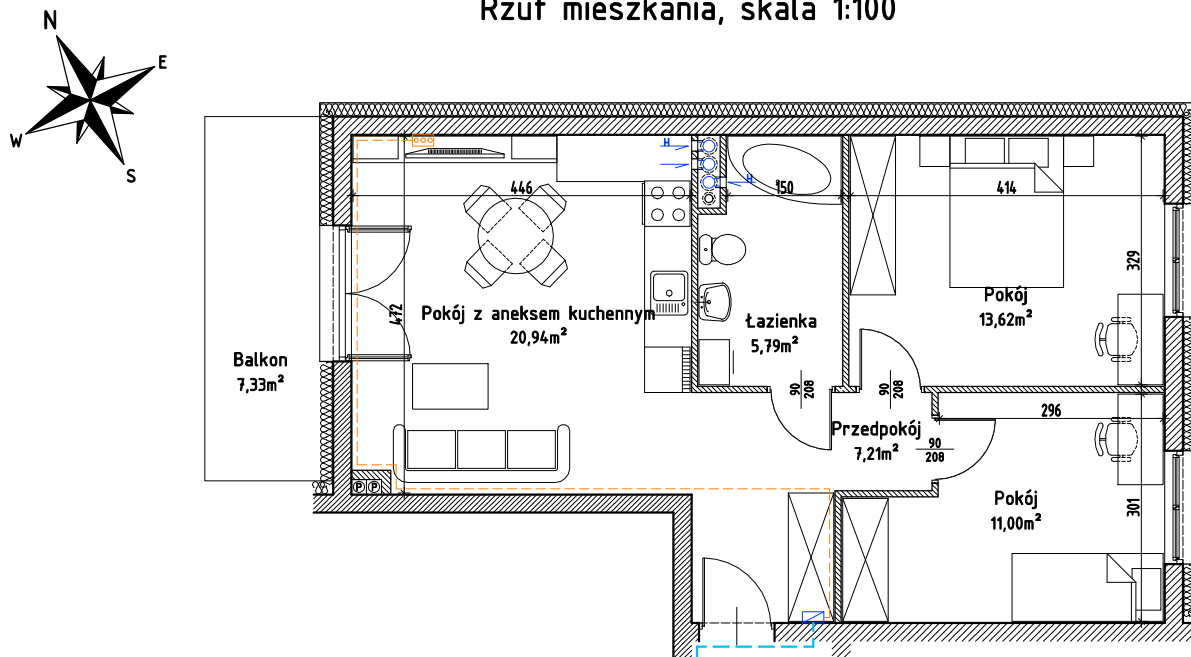 Rzut mieszkania, skala 1:100
N
E
W
S
H
H
446
150
414
329
472
Pokój z aneksem kuchennym
20,94m²
Łazienka
5,79m²
Pokój
13,62m²
Balkon
7,33m²
90
208
90
208
296
Przedpokój
7,21m²
90
208
P P
Pokój
11,00m²
301